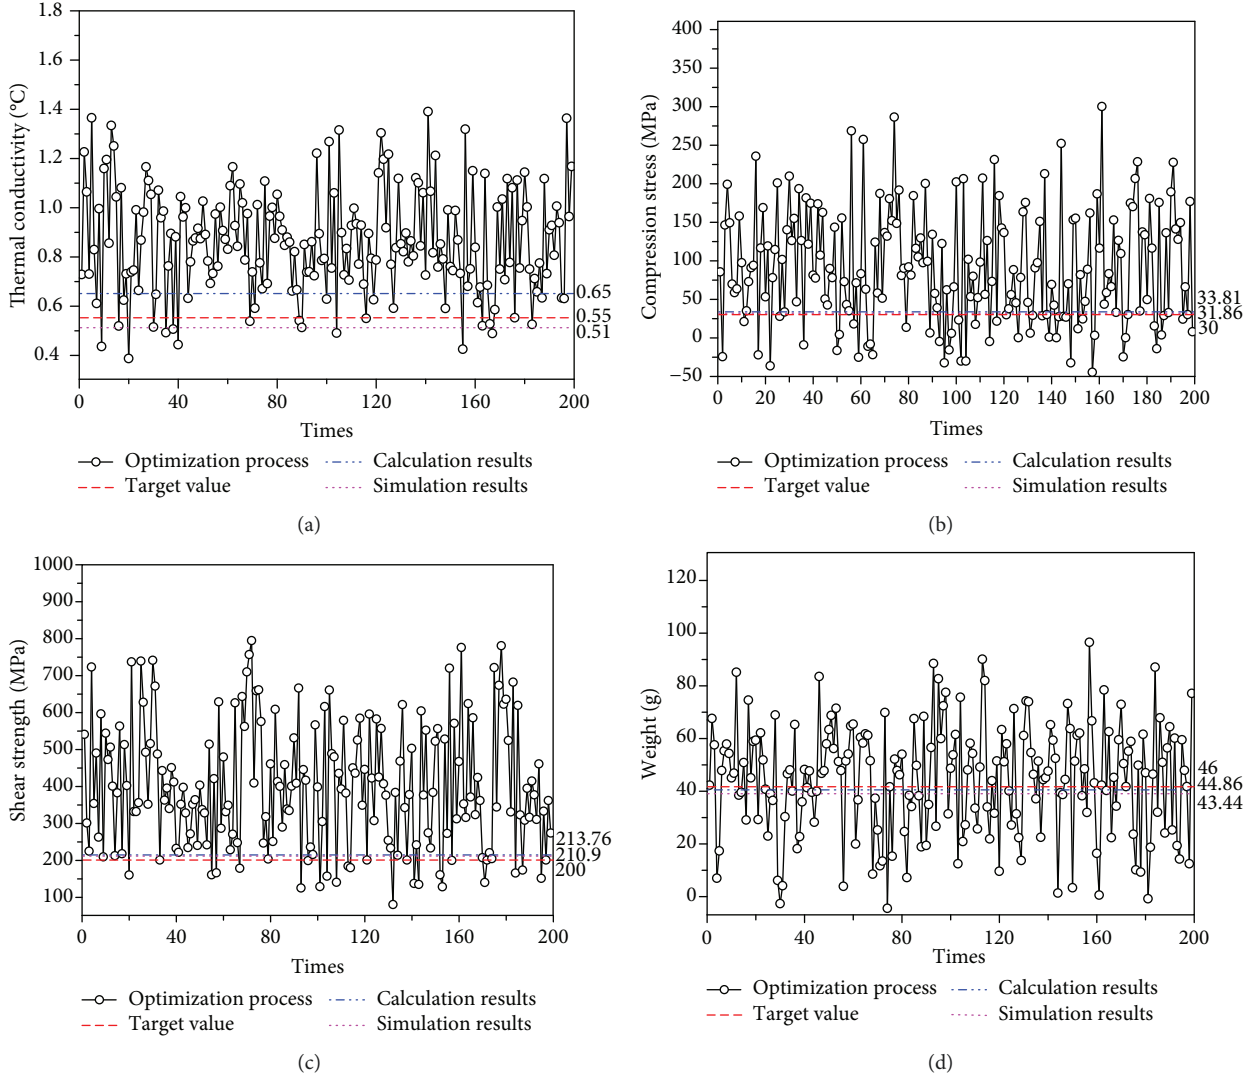 1.8
1.6
1.4
1.2
1.0
0.8
0.6
0.4
Thermal conductivity (°C)
0.65
0.55
0.51
0 40 80 120 160 200
Times
Optimization process
Target value
Calculation results
Simulation results
(a)
400
350
300
250
200
150
100
50
0
−50
Compression stress (MPa)
33.81
31.86
30
0 20 40 60 80 100 120 140 160 180 200
Times
Optimization process
Target value
Calculation results
Simulation results
(b)
1000
900
800
700
600
500
400
300
200
100
Shear strength (MPa)
213.76
210.9
200
0 40 80 120 160 200
Times
Optimization process
Target value
Calculation results
Simulation results
(c)
120
100
80
60
40
20
0
Weight (g)
46
44.86
43.44
0 40 80 120 160 200
Times
Optimization process
Target value
Calculation results
Simulation results
(d)